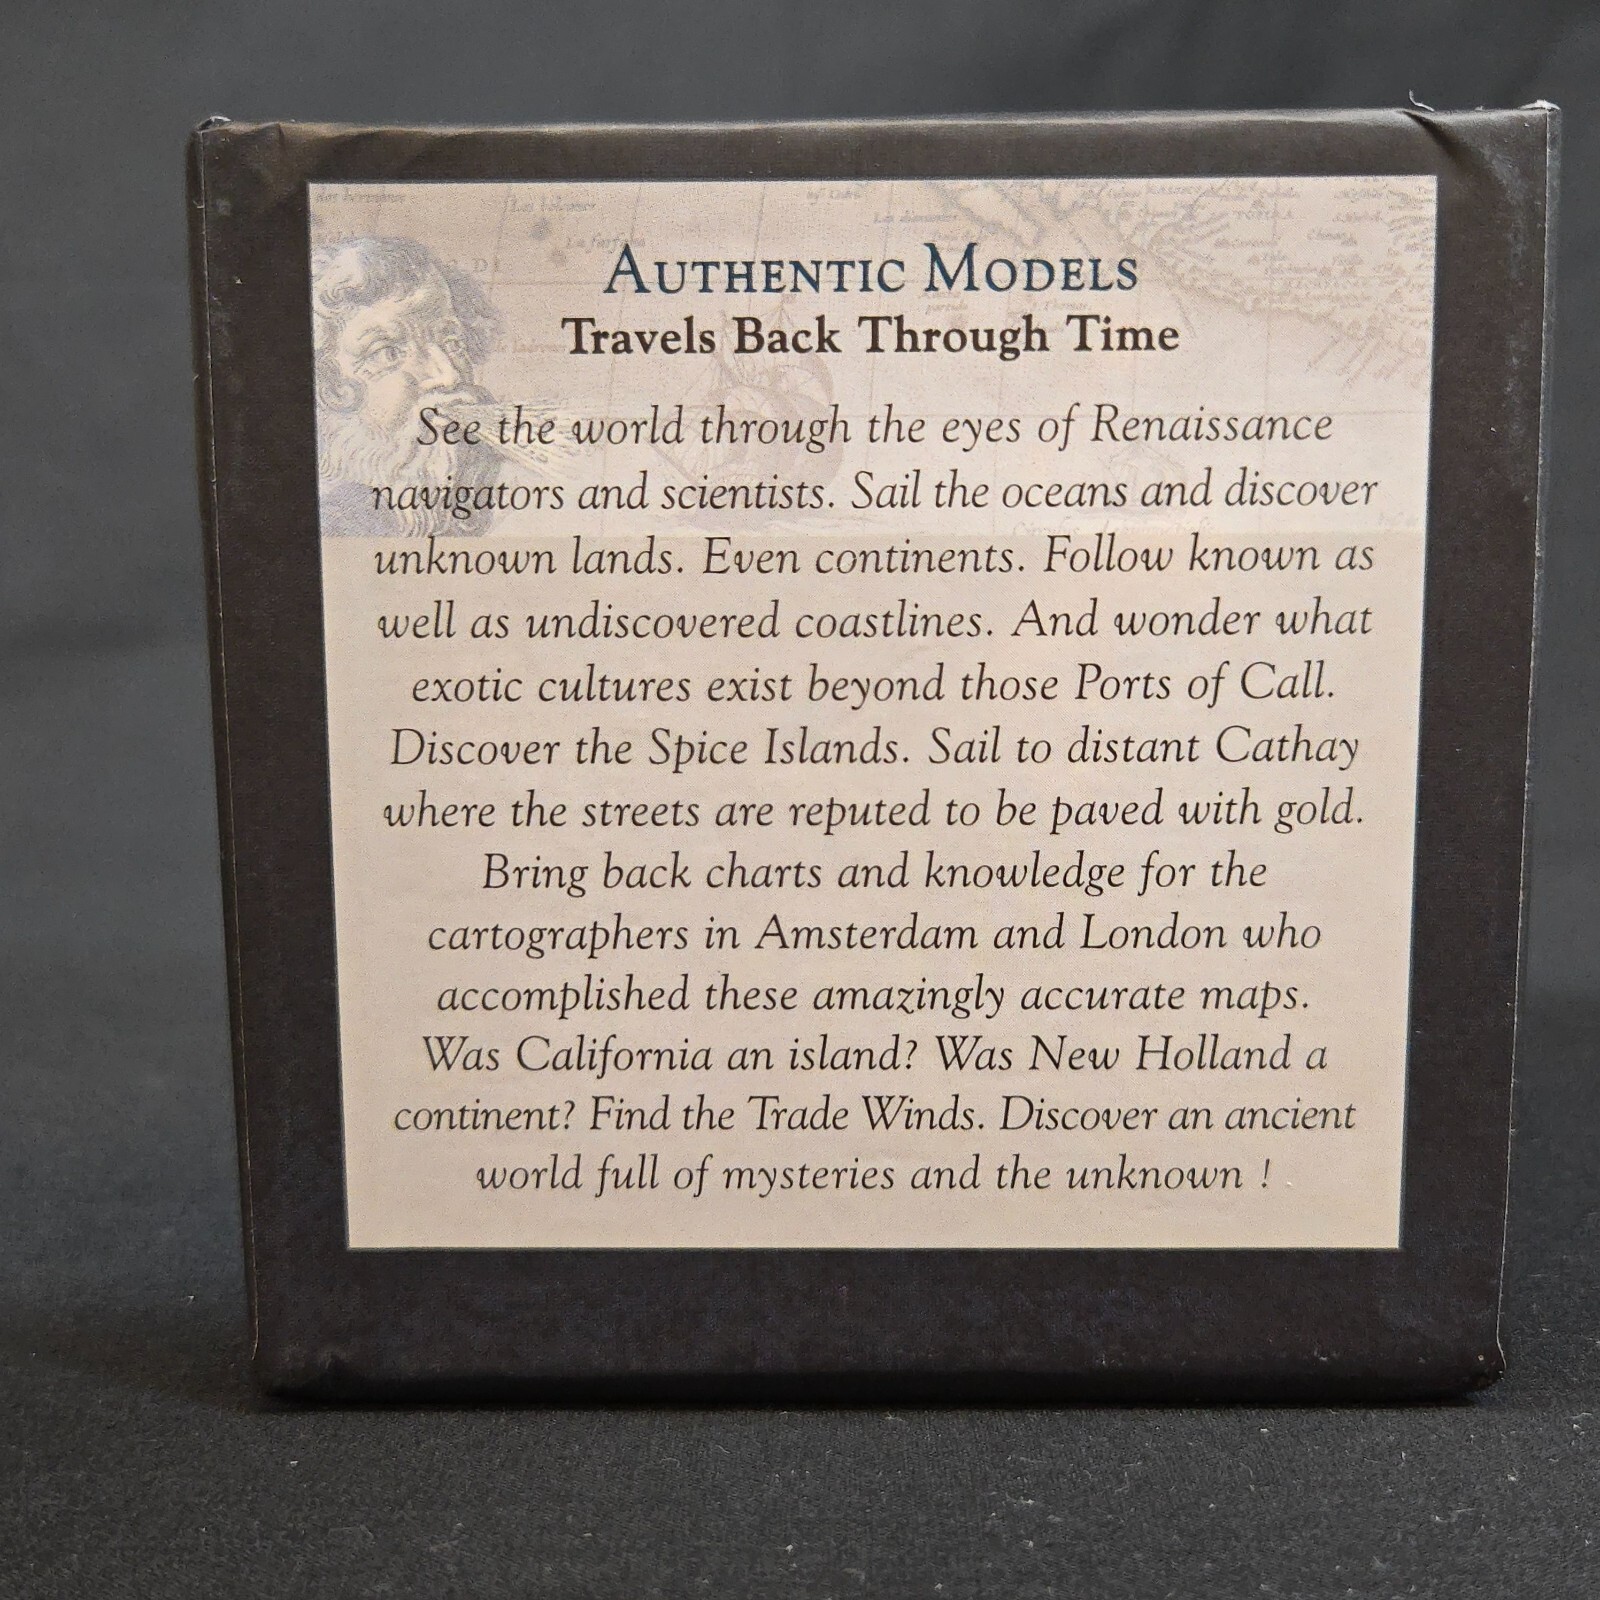 AUTHENTIC MODELS
Travels Back Through Time
See the world through the eyes of Renaissance
navigators and scientists. Sail the oceans and discover
unknown lands. Even continents. Follow known as
well as undiscovered coastlines. And wonder what
exotic cultures exist beyond those Ports of Call.
Discover the Spice Islands. Sail to distant Cathay
where the streets are reputed to be paved with gold.
Bring back charts and knowledge for the
cartographers in Amsterdam and London who
accomplished these amazingly accurate maps.
Was California an island? Was New Holland a
continent? Find the Trade Winds. Discover an ancient
world full of mysteries and the unknown !